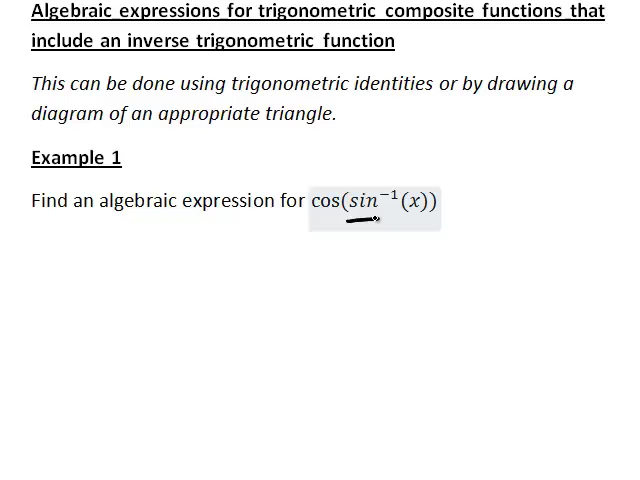 Algebraic expressions for trigonometric composite functions that
include an inverse trigonometric function
This can be done using trigonometric identities or by drawing a
diagram of an appropriate triangle.
Example 1
Find an algebraic expression for cos(sin⁻¹(x))